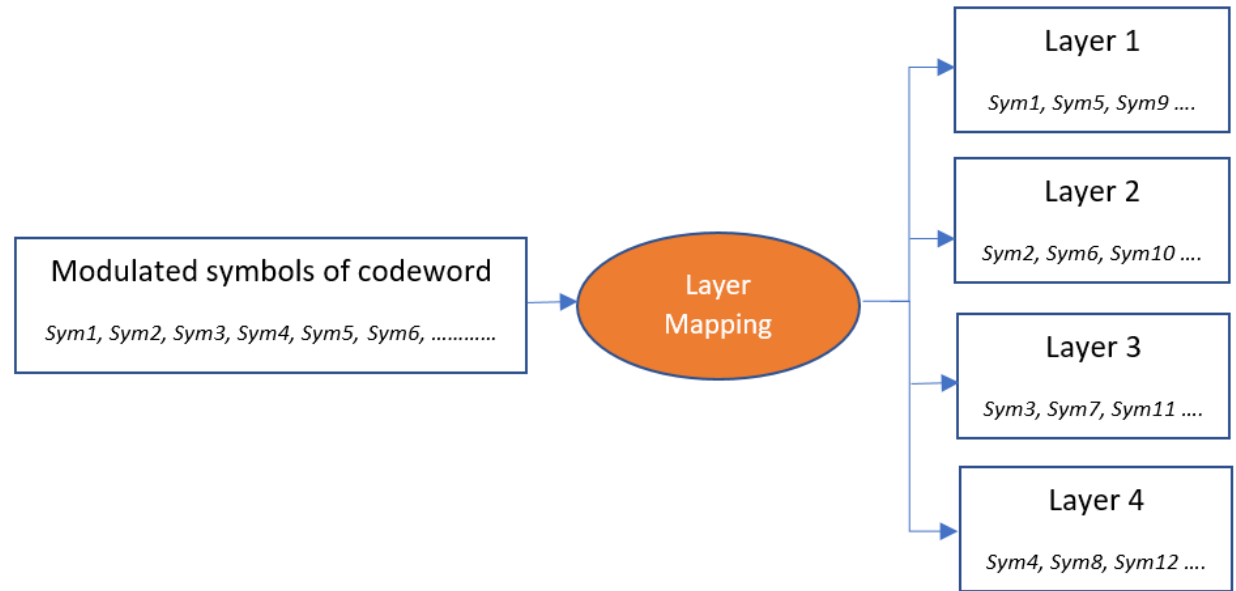 Modulated symbols of codeword
Sym1, Sym2, Sym3, Sym4, Sym5, Sym6, …………
Layer
Mapping
Layer 1
Sym1, Sym5, Sym9 ….
Layer 2
Sym2, Sym6, Sym10 ….
Layer 3
Sym3, Sym7, Sym11 ….
Layer 4
Sym4, Sym8, Sym12 ….